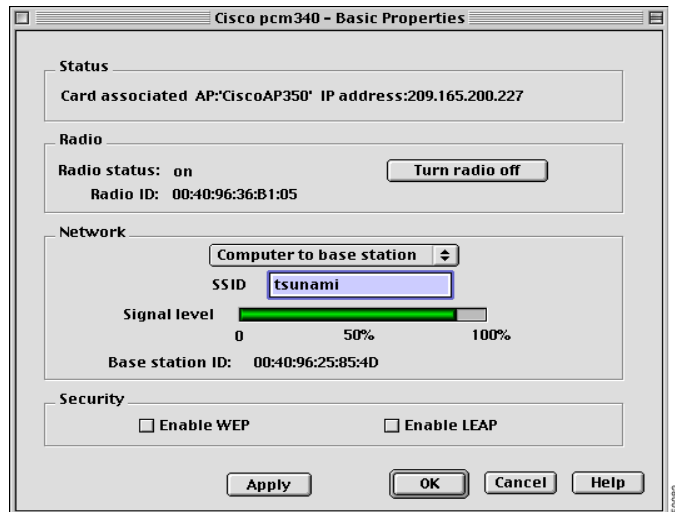 Cisco pcm340 - Basic Properties
Status
Card associated AP:'CiscoAP350' IP address:209.165.200.227
Radio
Radio status: on
Turn radio off
Radio ID: 00:40:96:36:B1:05
Network
Computer to base station
SSID tsunami
Signal level
0 50% 100%
Base station ID: 00:40:96:25:85:4D
Security
Enable WEP Enable LEAP
Apply OK Cancel Help